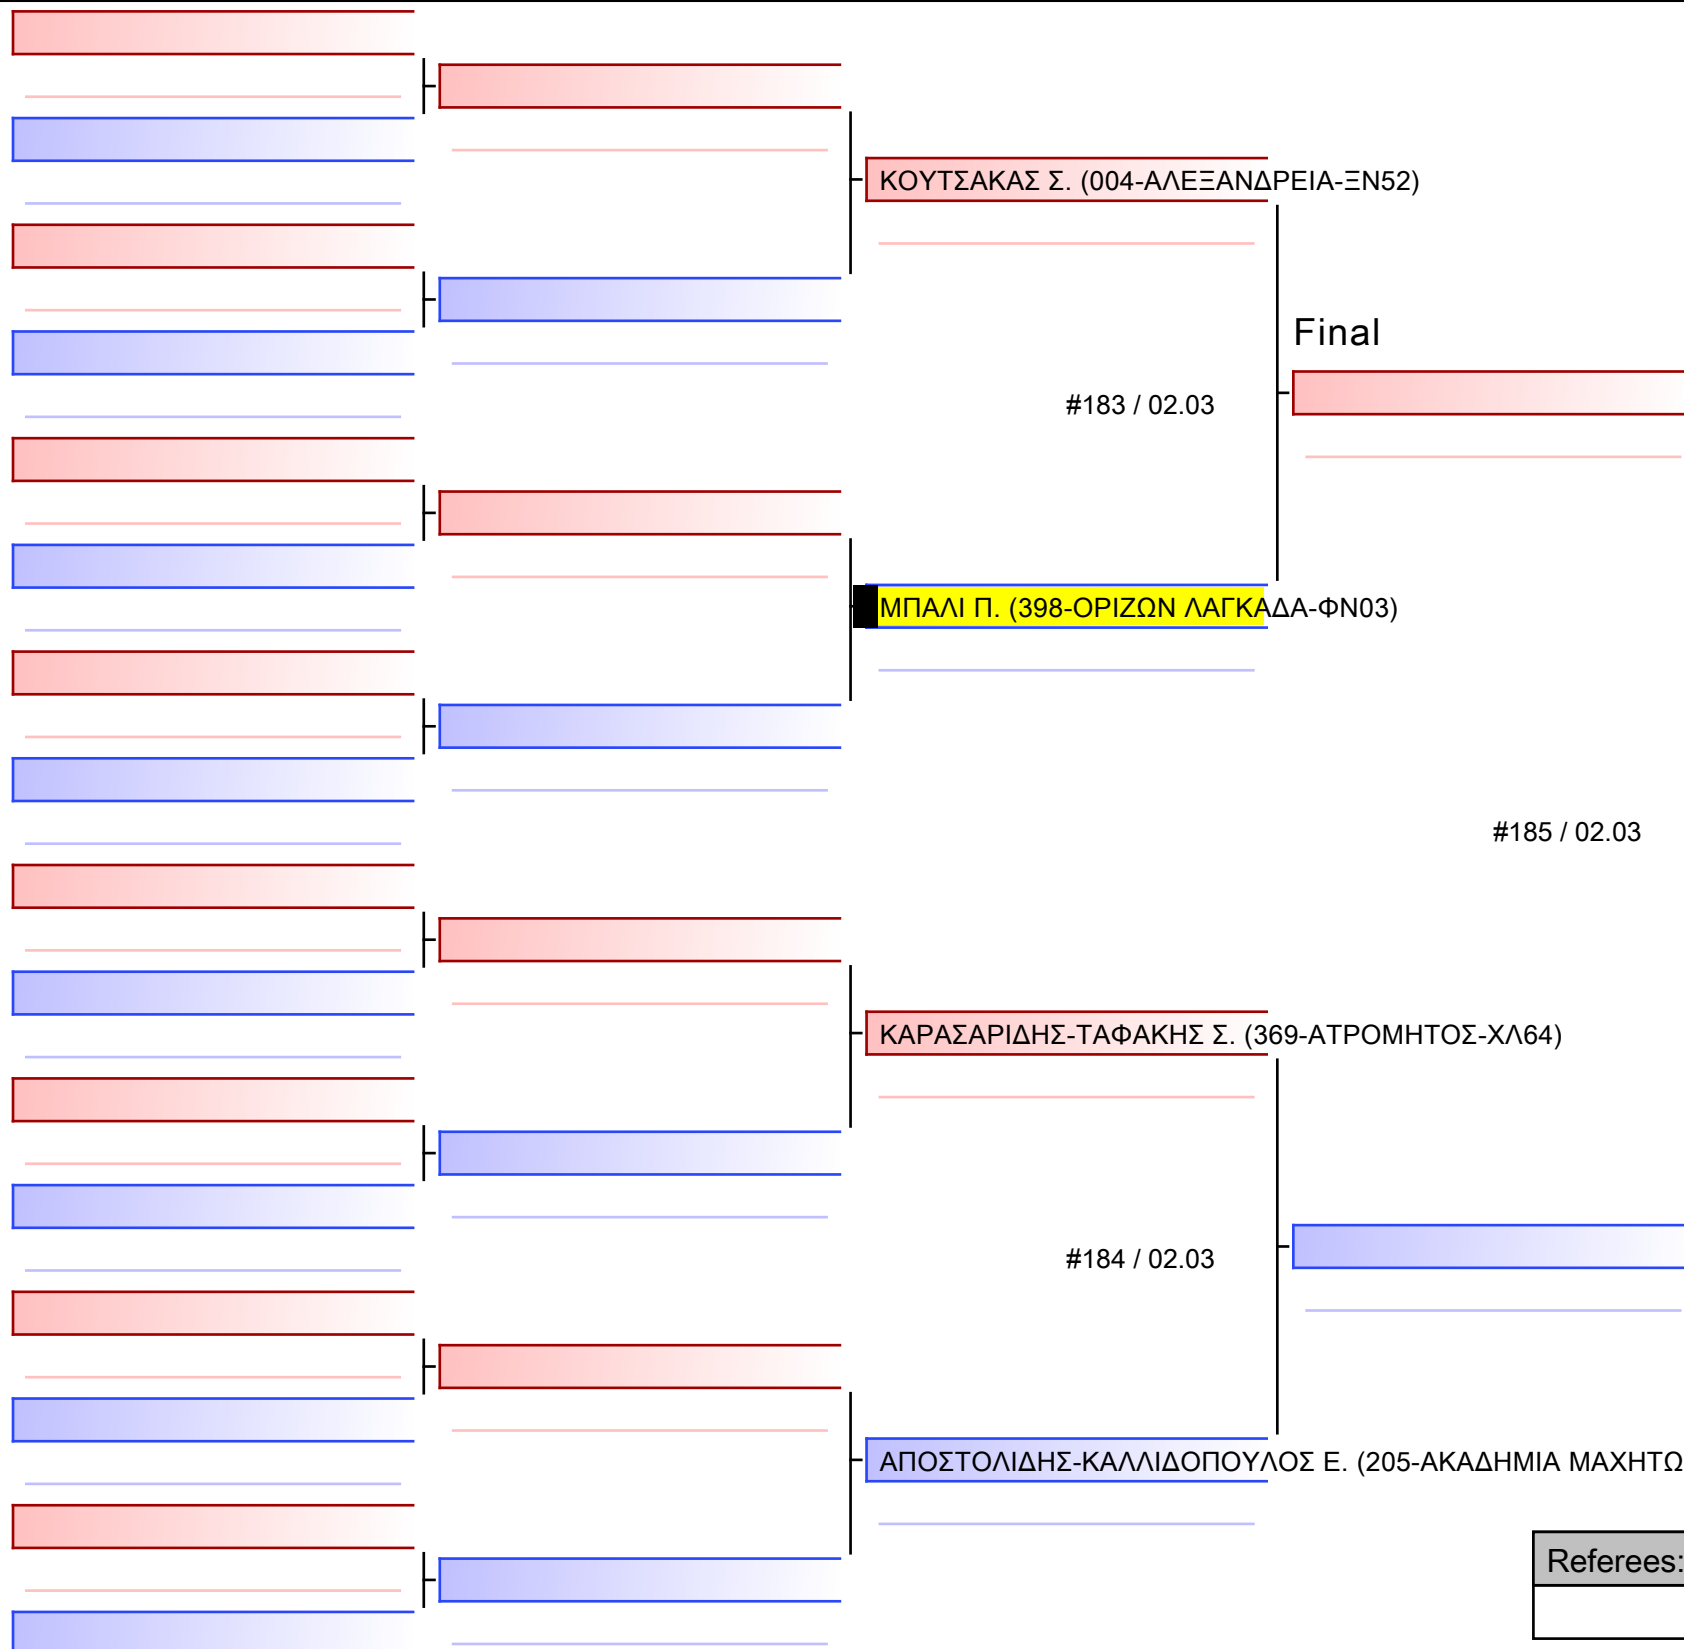 ΚΟΥΤΣΑΚΑΣ Σ. (004-ΑΛΕΞΑΝΔΡΕΙΑ-ΞΝ52)
Final
#183 / 02.03
ΜΠΑΛΙ Π. (398-ΟΡΙΖΩΝ ΛΑΓΚΑΔΑ-ΦΝ03)
#185 / 02.03
ΚΑΡΑΣΑΡΙΔΗΣ-ΤΑΦΑΚΗΣ Σ. (369-ΑΤΡΟΜΗΤΟΣ-ΧΛ64)
#184 / 02.03
ΑΠΟΣΤΟΛΙΔΗΣ-ΚΑΛΛΙΔΟΠΟΥΛΟΣ Ε. (205-ΑΚΑΔΗΜΙΑ ΜΑΧΗΤΩ
Referees: